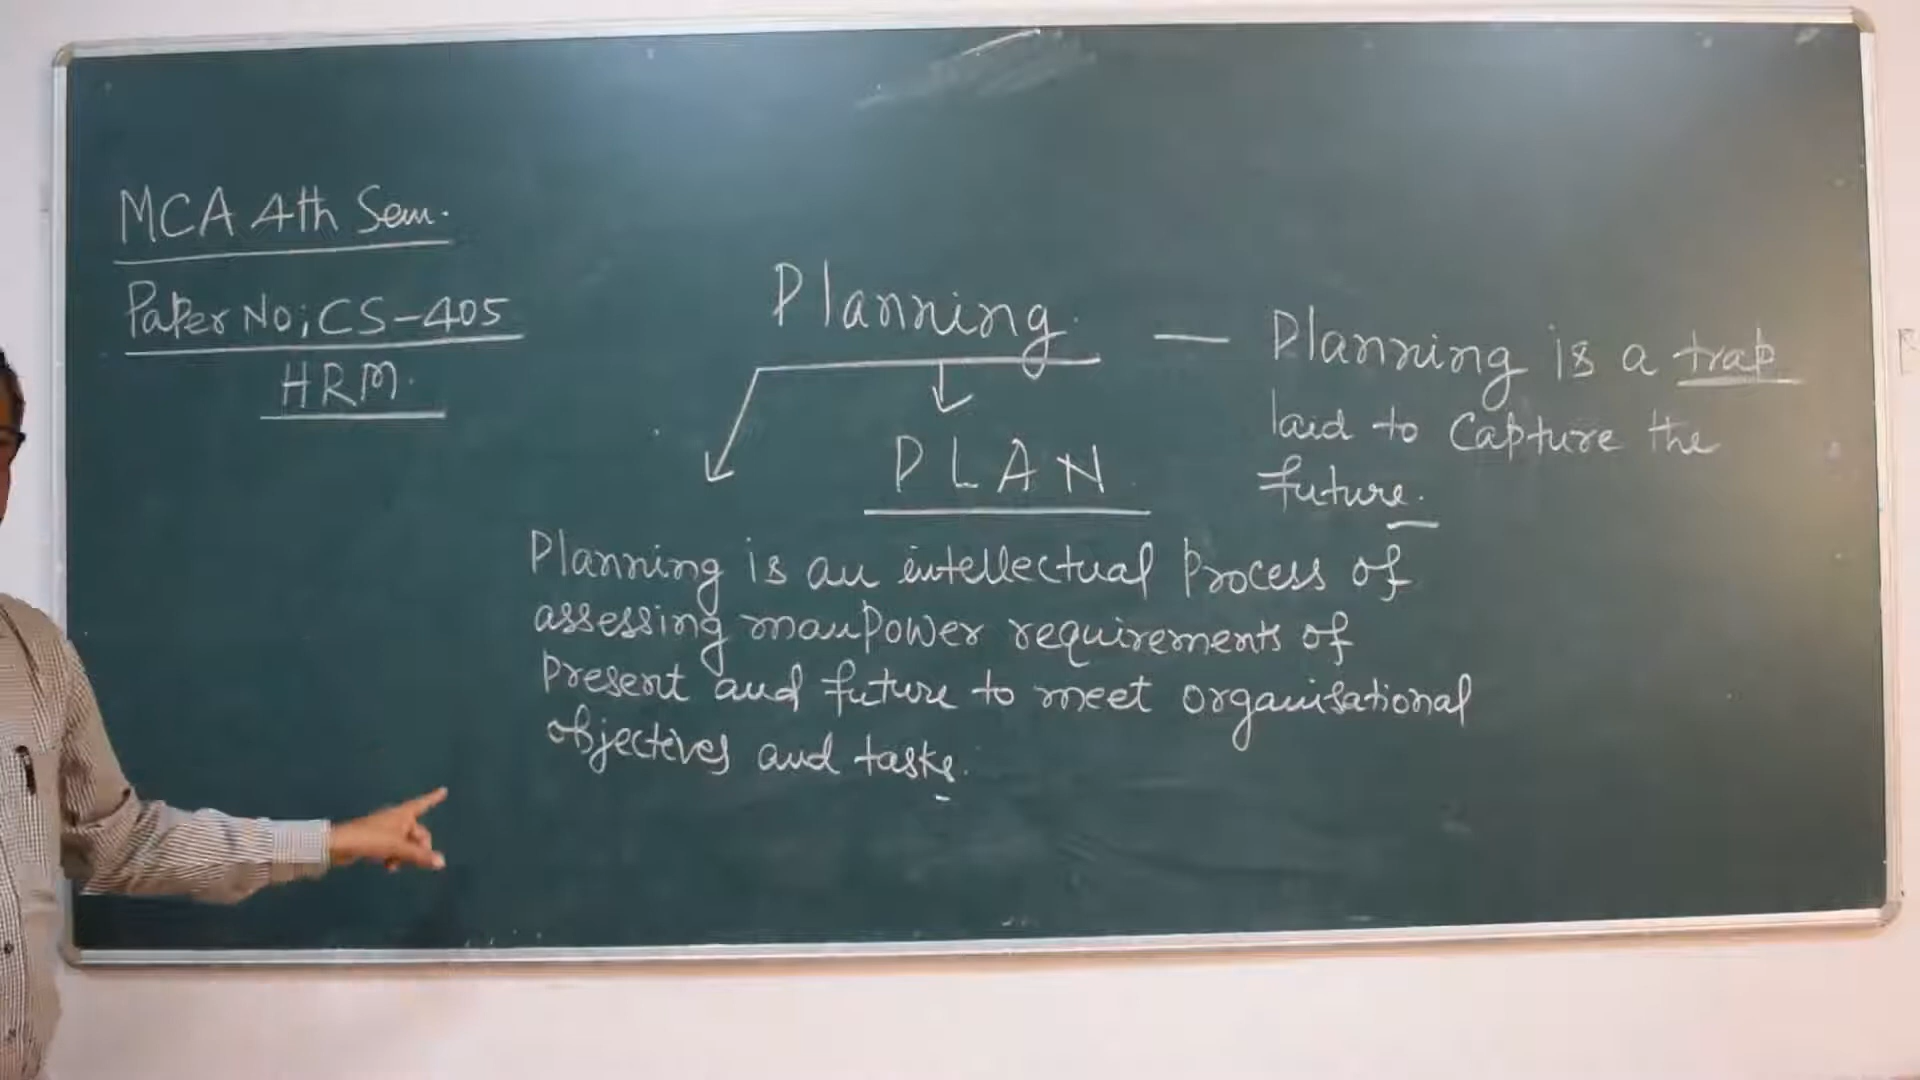 MCA 4th Sem.
Paper No; CS-405
HRM.
Planning.
PLAN
— Planning is a trap
laid to capture the
future.
Planning is an intellectual process of
assessing manpower requirements of
present and future to meet organisational
objectives and tasks.